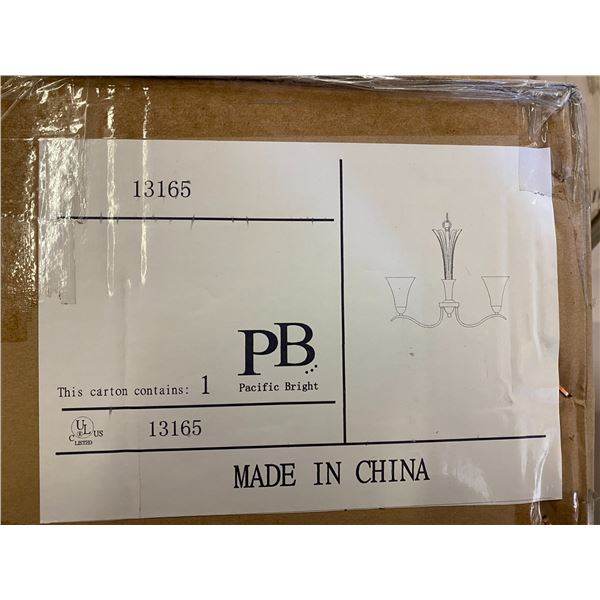 13165
PB
Pacific Bright
This carton contains: 1
C UL US
LISTED
13165
MADE IN CHINA